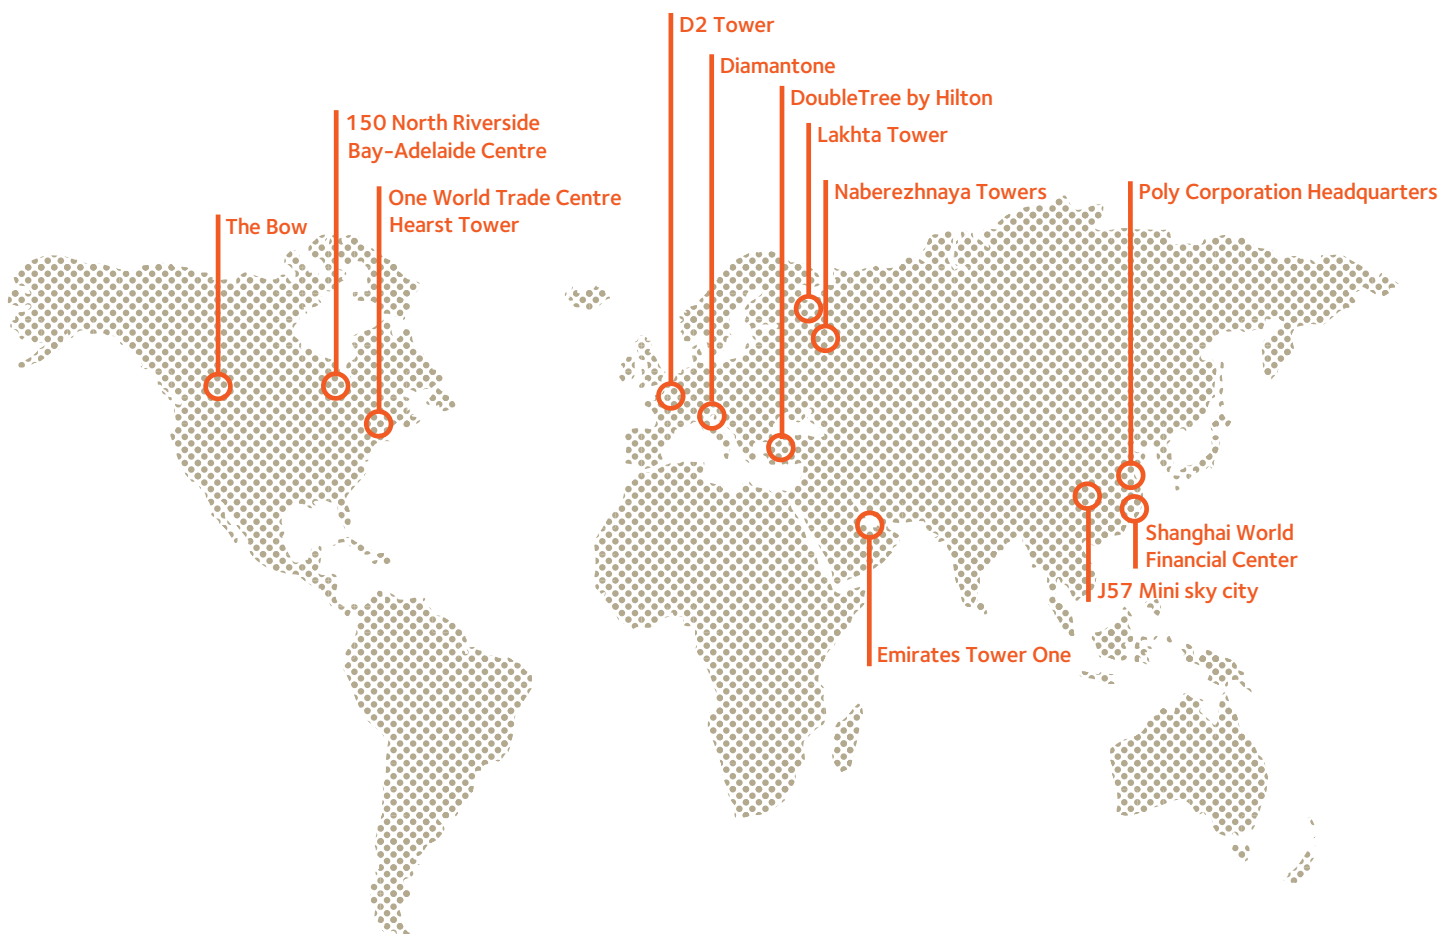 D2 Tower
Diamantone
DoubleTree by Hilton
150 North Riverside
Bay-Adelaide Centre
Lakhta Tower
One World Trade Centre
Hearst Tower
Naberezhnaya Towers
Poly Corporation Headquarters
The Bow
Shanghai World
Financial Center
J57 Mini sky city
Emirates Tower One